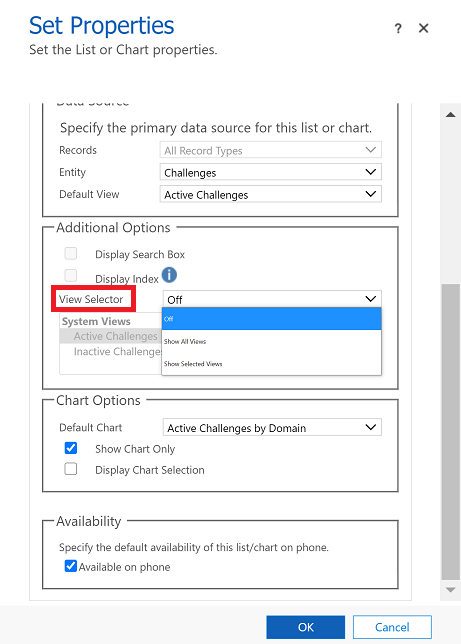 Set Properties
?
Set the List or Chart properties.
Data Source
Specify the primary data source for this list or chart.
Records All Record Types
Entity Challenges
Default View Active Challenges
Additional Options
Display Search Box
Display Index i
View Selector Off
System Views
Off
Active Challenges
Show All Views
Inactive Challenges
Show Selected Views
Chart Options
Default Chart Active Challenges by Domain
Show Chart Only
Display Chart Selection
Availability
Specify the default availability of this list/chart on phone.
Available on phone
OK Cancel